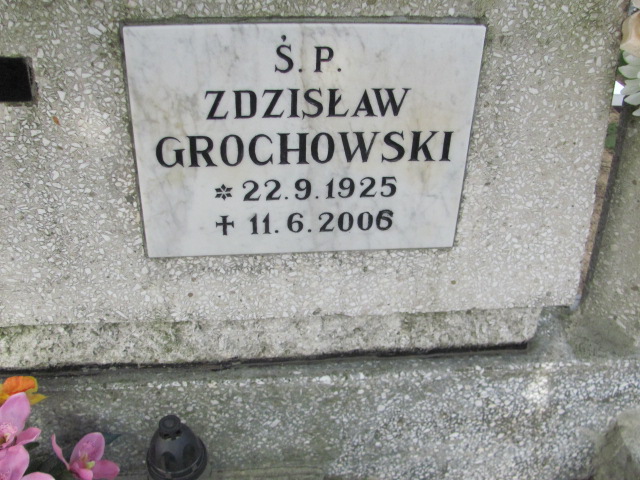 Ś. P.
ZDZISŁAW
GROCHOWSKI
* 22.9.1925
✝ 11.6.2006